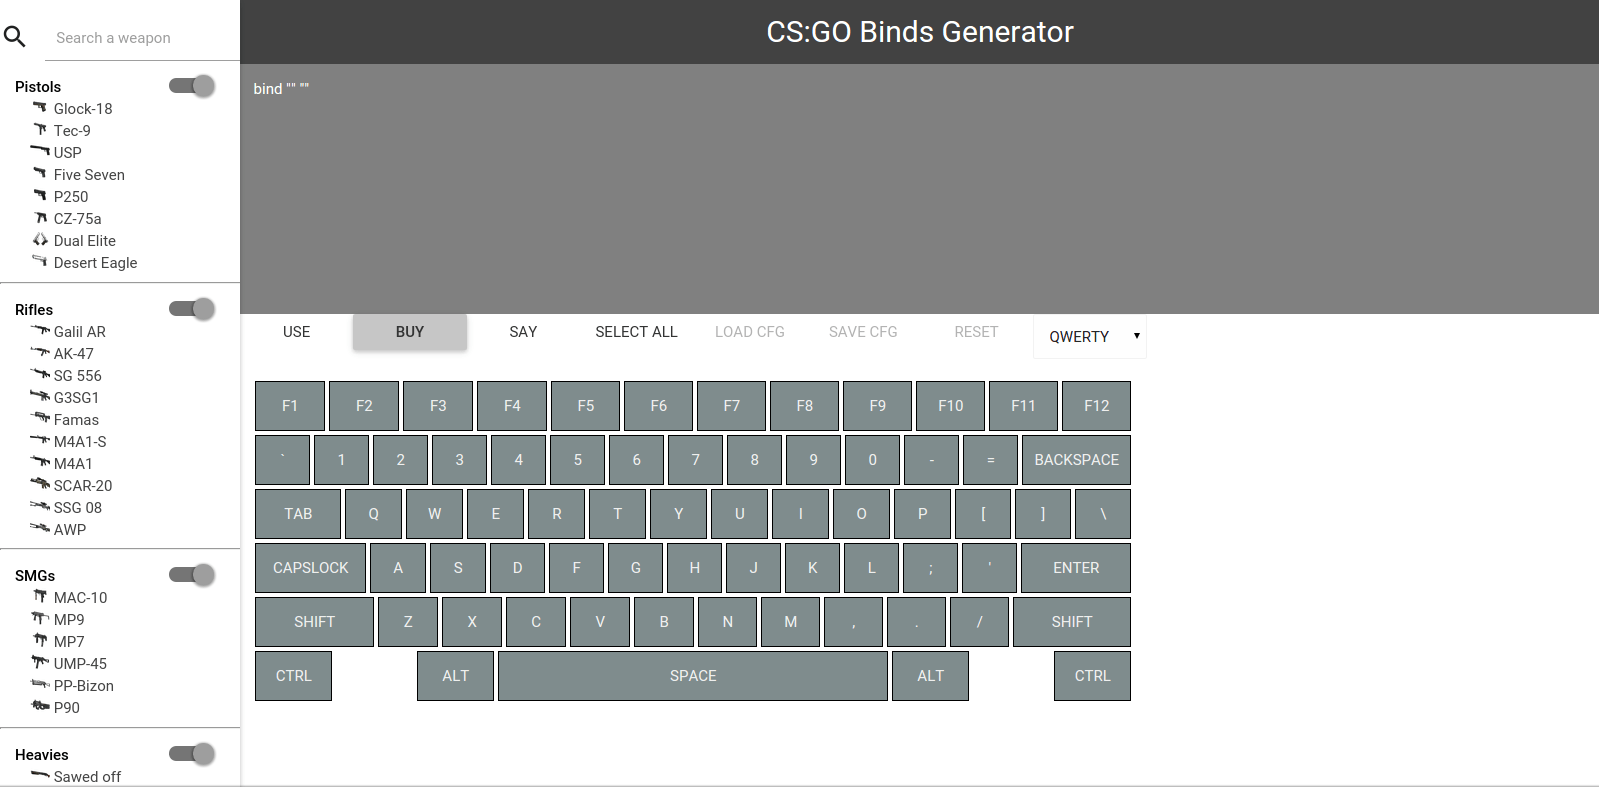 Search a weapon
Pistols
Glock-18
Tec-9
USP
Five Seven
P250
CZ-75a
Dual Elite
Desert Eagle
Rifles
Galil AR
AK-47
SG 556
G3SG1
Famas
M4A1-S
M4A1
SCAR-20
SSG 08
AWP
SMGs
MAC-10
MP9
MP7
UMP-45
PP-Bizon
P90
Heavies
Sawed off
CS:GO Binds Generator
bind "" ""
USE BUY SAY SELECT ALL LOAD CFG SAVE CFG RESET QWERTY
F1 F2 F3 F4 F5 F6 F7 F8 F9 F10 F11 F12
` 1 2 3 4 5 6 7 8 9 0 - = BACKSPACE
TAB Q W E R T Y U I O P [ ] \
CAPSLOCK A S D F G H J K L ; ' ENTER
SHIFT Z X C V B N M , . / SHIFT
CTRL ALT SPACE ALT CTRL